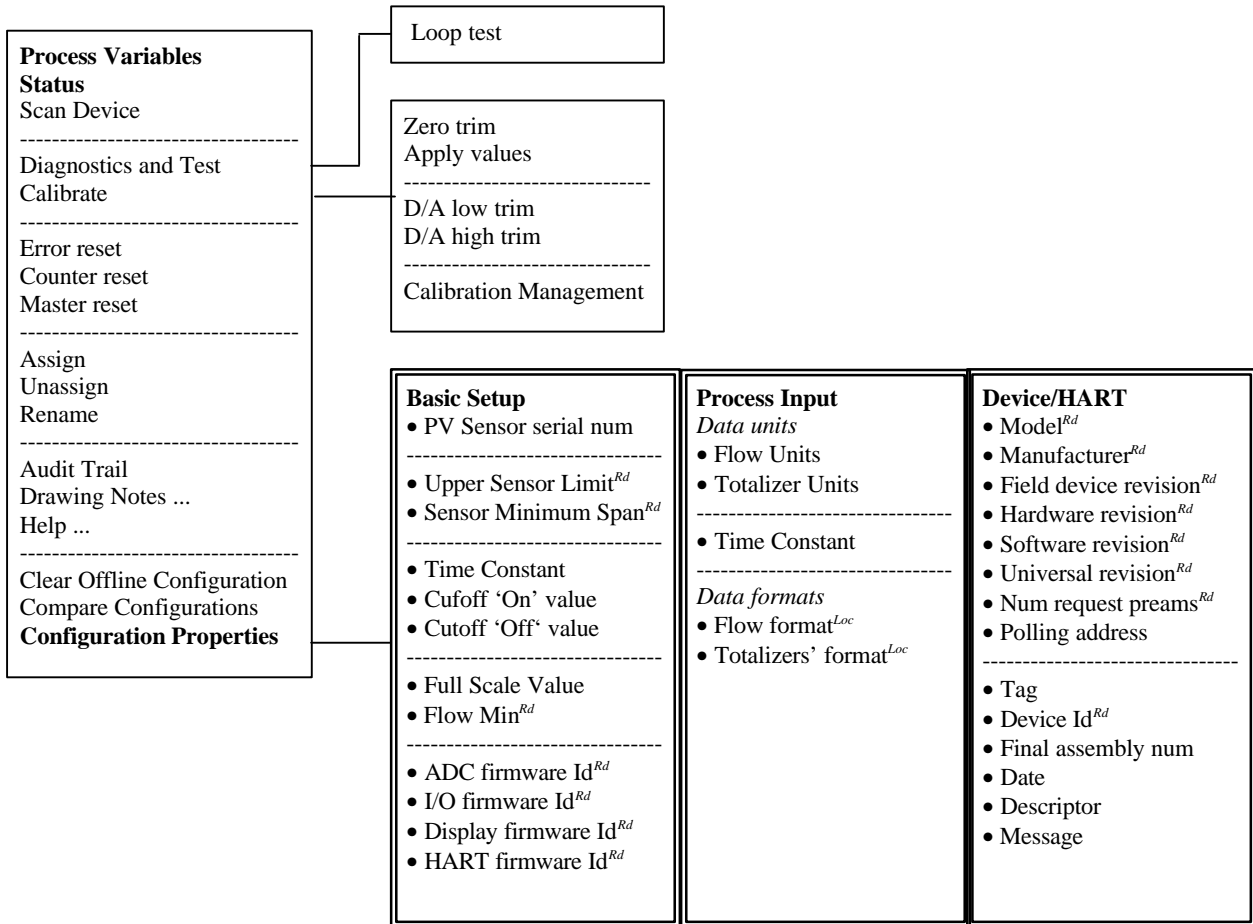 Process Variables
Status
Scan Device
-----------------------------------
Diagnostics and Test
Calibrate
-----------------------------------
Error reset
Counter reset
Master reset
-----------------------------------
Assign
Unassign
Rename
-----------------------------------
Audit Trail
Drawing Notes ...
Help ...
-----------------------------------
Clear Offline Configuration
Compare Configurations
Configuration Properties
Loop test
Zero trim
Apply values
-------------------------------
D/A low trim
D/A high trim
-------------------------------
Calibration Management
Basic Setup
• PV Sensor serial num
--------------------------------
• Upper Sensor Limit^Rd
• Sensor Minimum Span^Rd
--------------------------------
• Time Constant
• Cufoff ‘On’ value
• Cutoff ‘Off‘ value
--------------------------------
• Full Scale Value
• Flow Min^Rd
--------------------------------
• ADC firmware Id^Rd
• I/O firmware Id^Rd
• Display firmware Id^Rd
• HART firmware Id^Rd
Process Input
Data units
• Flow Units
• Totalizer Units
--------------------------------
• Time Constant
--------------------------------
Data formats
• Flow format^Loc
• Totalizers’ format^Loc
Device/HART
• Model^Rd
• Manufacturer^Rd
• Field device revision^Rd
• Hardware revision^Rd
• Software revision^Rd
• Universal revision^Rd
• Num request preams^Rd
• Polling address
--------------------------------
• Tag
• Device Id^Rd
• Final assembly num
• Date
• Descriptor
• Message